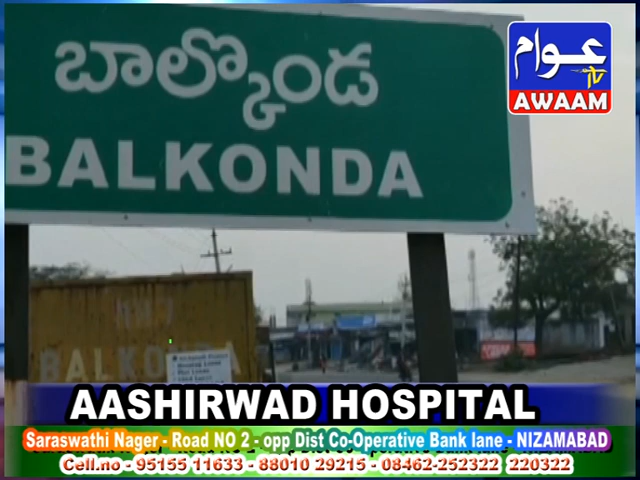 బాల్కొండ
BALKONDA
عوام
TV
AWAAM
BALKONDA
AASHIRWAD HOSPITAL
Saraswathi Nager - Road NO 2 - opp Dist Co-Operative Bank lane - NIZAMABAD
Cell.no - 95155 11633 - 88010 29215 - 08462-252322 220322